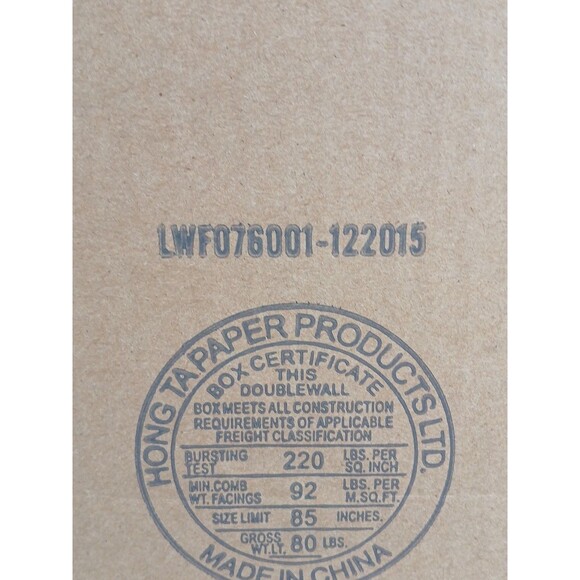 LWF076001-122015
HONG TA PAPER PRODUCTS LTD.
BOX CERTIFICATE
THIS
DOUBLEWALL
BOX MEETS ALL CONSTRUCTION
REQUIREMENTS OF APPLICABLE
FREIGHT CLASSIFICATION
BURSTING TEST 220 LBS. PER SQ. INCH
MIN.COMB WT. FACINGS 92 LBS. PER M.SQ.FT.
SIZE LIMIT 85 INCHES.
GROSS WT.LT. 80 LBS.
MADE IN CHINA